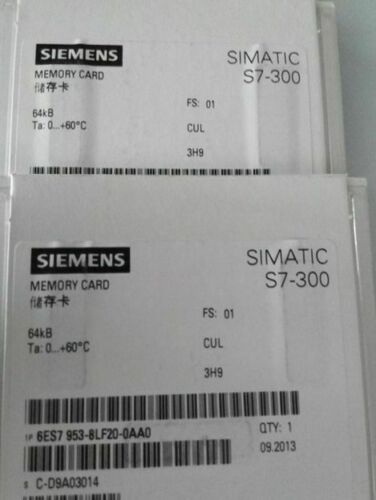 SIEMENS
SIMATIC
S7-300
MEMORY CARD
储存卡
FS: 01
64kB
Ta: 0...+60°C
CUL
3H9
SIEMENS
SIMATIC
S7-300
MEMORY CARD
储存卡
FS: 01
64kB
Ta: 0...+60°C
CUL
3H9
1P 6ES7 953-8LF20-0AA0
QTY: 1
09.2013
S C-D9A03014